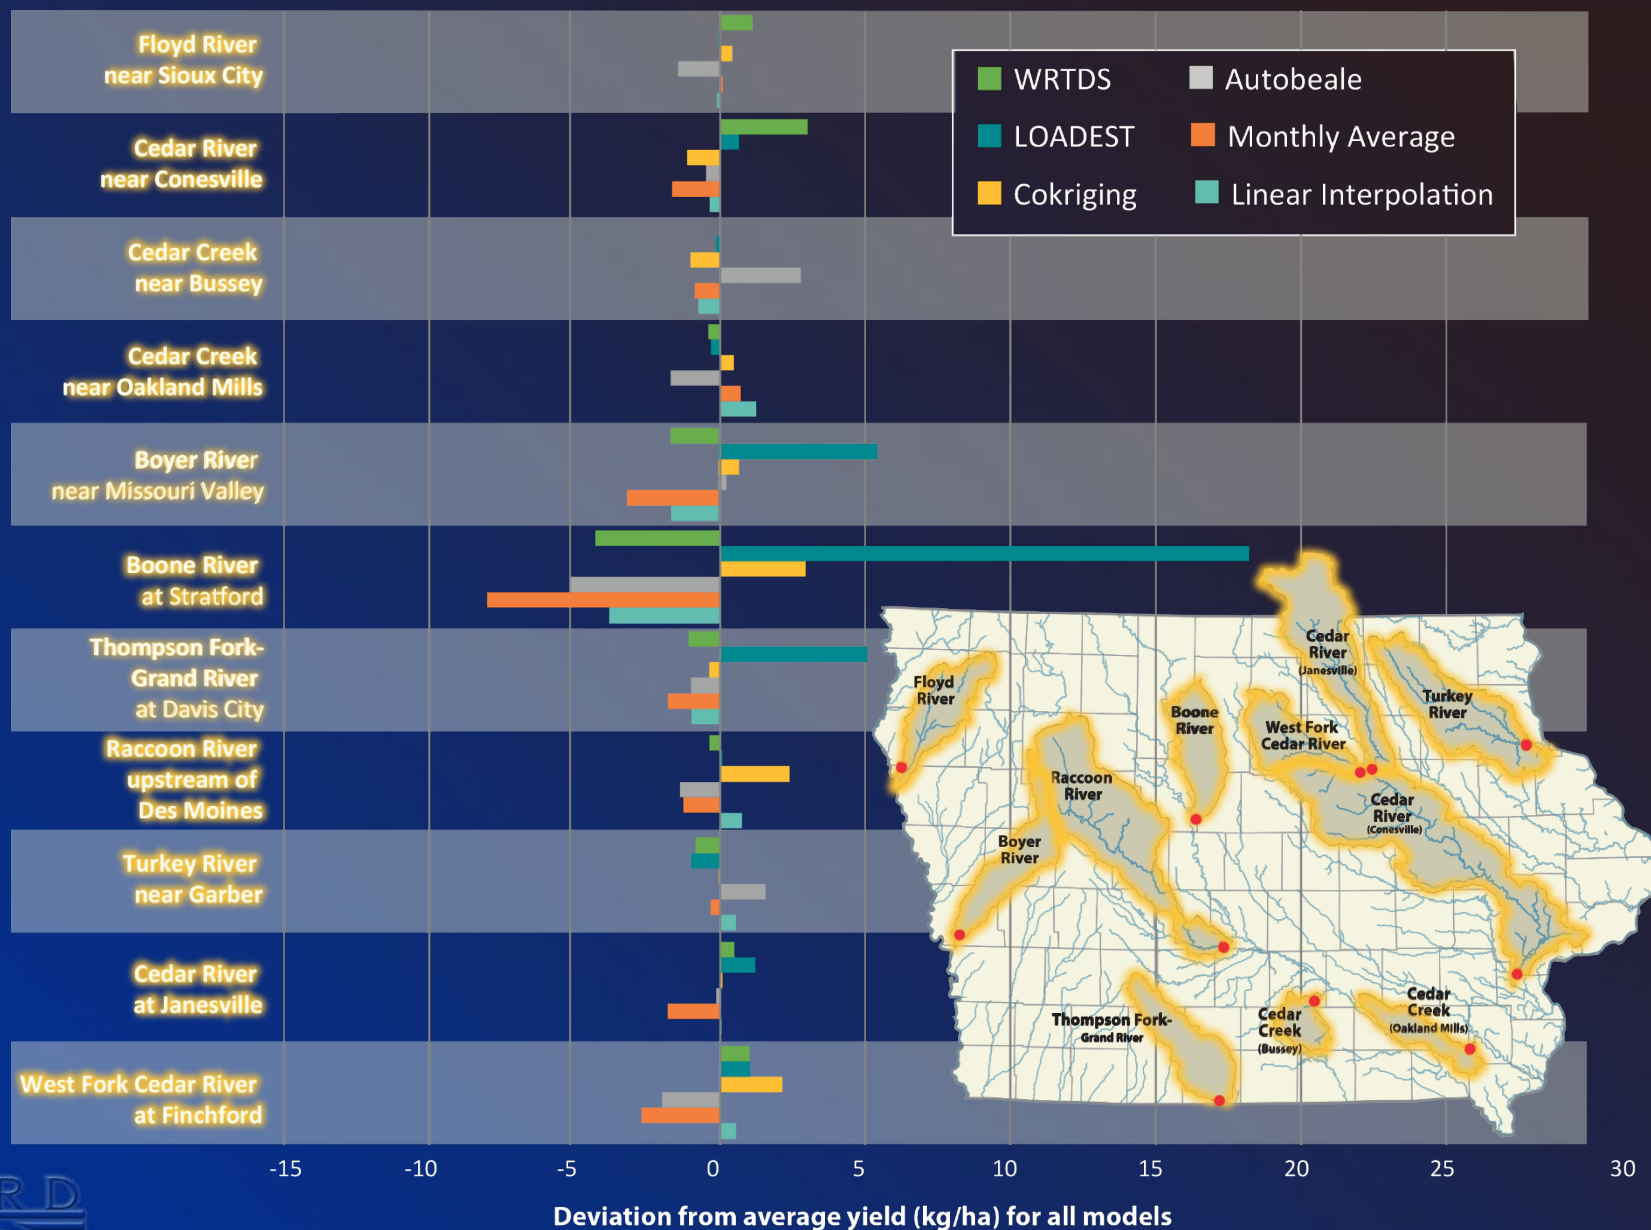 Floyd River
near Sioux City
Cedar River
near Conesville
Cedar Creek
near Bussey
Cedar Creek
near Oakland Mills
Boyer River
near Missouri Valley
Boone River
at Stratford
Thompson Fork-
Grand River
at Davis City
Raccoon River
upstream of
Des Moines
Turkey River
near Garber
Cedar River
at Janesville
West Fork Cedar River
at Finchford
WRTDS
Autobeale
LOADEST
Monthly Average
Cokriging
Linear Interpolation
Floyd
River
Boone
River
Cedar
River
(Janesville)
Turkey
River
West Fork
Cedar River
Raccoon
River
Cedar
River
(Conesville)
Boyer
River
Thompson Fork-
Grand River
Cedar
Creek
(Bussey)
Cedar
Creek
(Oakland Mills)
-15 -10 -5 0 5 10 15 20 25 30
R D
Deviation from average yield (kg/ha) for all models